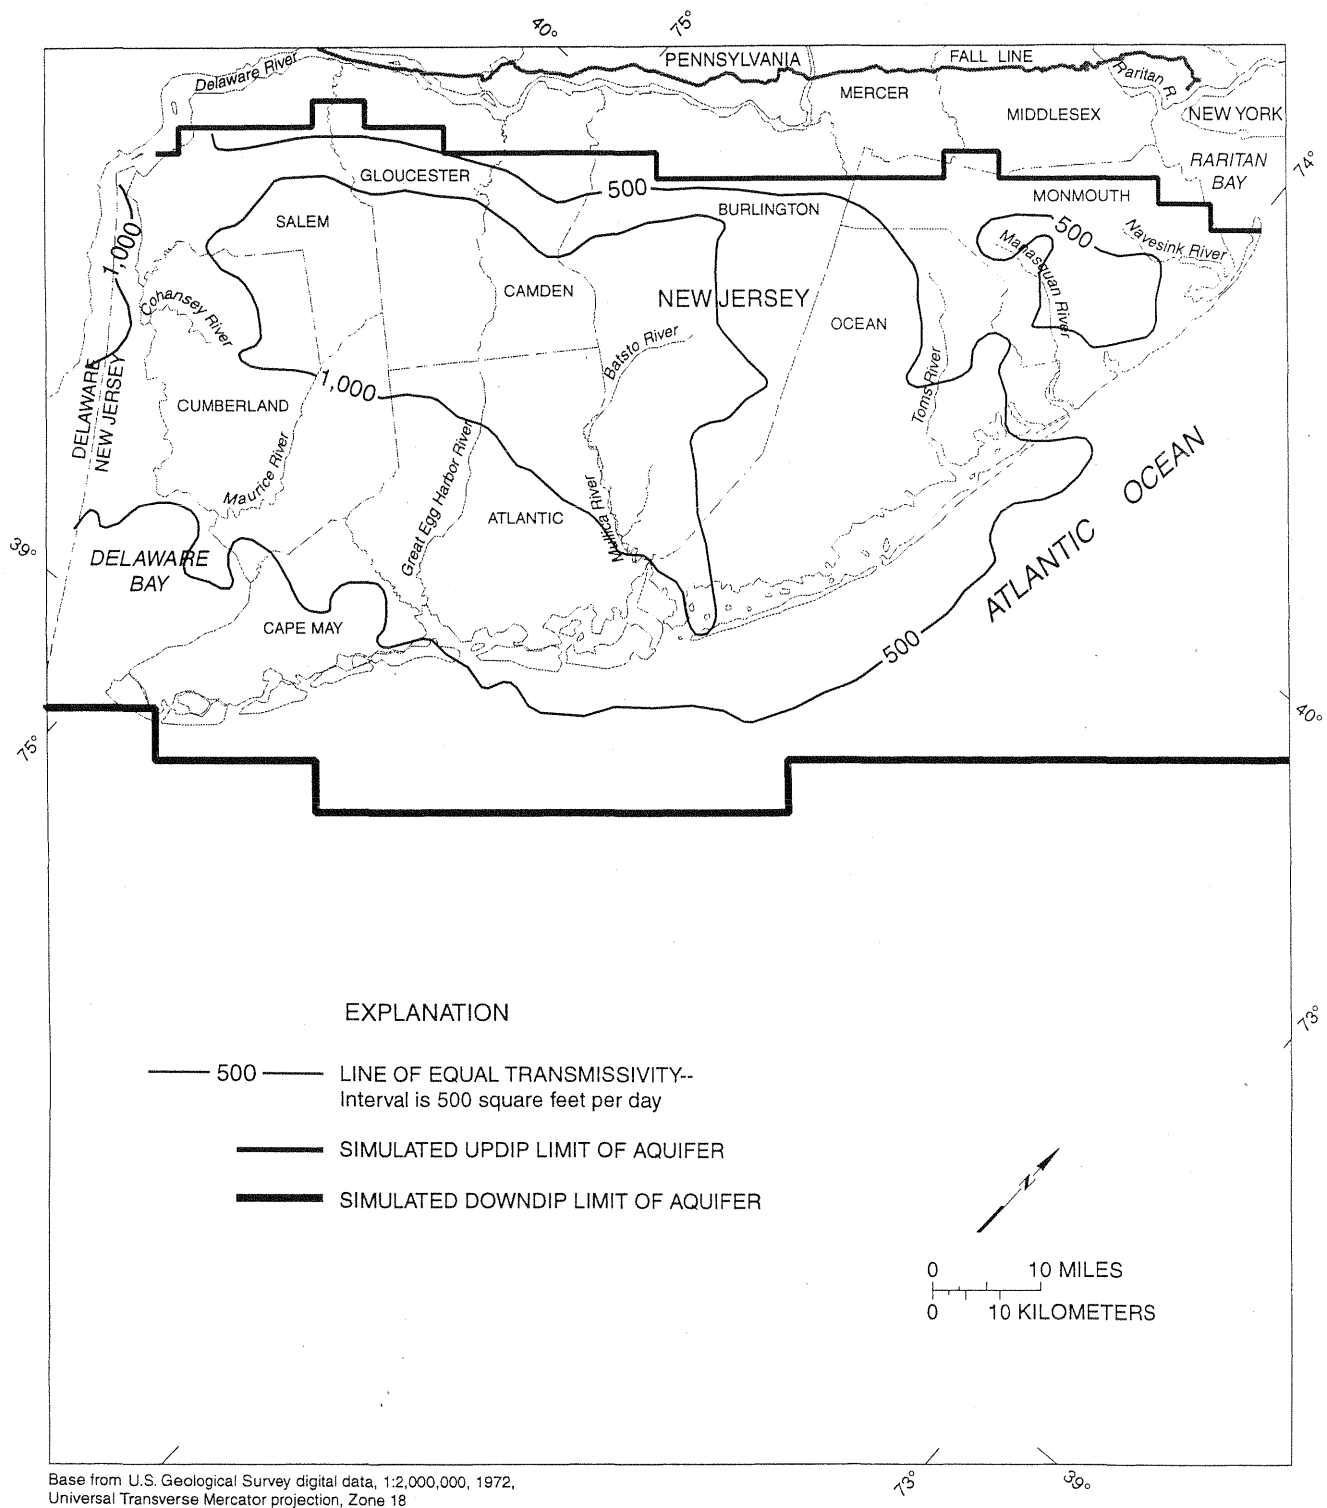 40°
75°
PENNSYLVANIA
FALL LINE
Delaware River
Raritan R.
MERCER
MIDDLESEX
NEW YORK
RARITAN
BAY
74°
GLOUCESTER
500
MONMOUTH
BURLINGTON
SALEM
1,000
500
Navesink River
Manasquan River
Cohansey River
CAMDEN
NEW JERSEY
OCEAN
Batsto River
Toms River
DELAWARE
NEW JERSEY
1,000
CUMBERLAND
Maurice River
Great Egg Harbor River
ATLANTIC
Mullica River
ATLANTIC OCEAN
39°
DELAWARE
BAY
CAPE MAY
500
75°
40°
EXPLANATION
500
LINE OF EQUAL TRANSMISSIVITY--
Interval is 500 square feet per day
SIMULATED UPDIP LIMIT OF AQUIFER
SIMULATED DOWNDIP LIMIT OF AQUIFER
73°
N
0 10 MILES
0 10 KILOMETERS
73°
39°
Base from U.S. Geological Survey digital data, 1:2,000,000, 1972,
Universal Transverse Mercator projection, Zone 18